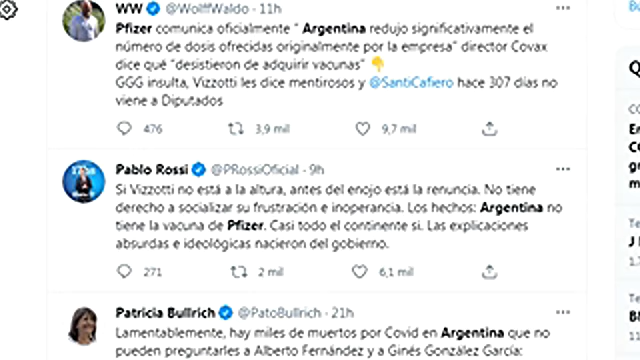 WW @WolffWaldo · 11h
Pfizer comunica oficialmente " Argentina redujo significativamente el
número de dosis ofrecidas originalmente por la empresa" director Covax
dice qué "desistieron de adquirir vacunas" 👇
GGG insulta, Vizzotti les dice mentirosos y @SantiCafiero hace 307 días no
viene a Diputados
476 3,9 mil 9,7 mil
Pablo Rossi @PRossiOficial · 9h
Si Vizzotti no está a la altura, antes del enojo está la renuncia. No tiene
derecho a socializar su frustración e inoperancia. Los hechos: Argentina no
tiene la vacuna de Pfizer. Casi todo el continente si. Las explicaciones
absurdas e ideológicas nacieron del gobierno.
271 2 mil 6,1 mil
Patricia Bullrich @PatoBullrich · 21h
Lamentablemente, hay miles de muertos por Covid en Argentina que no
pueden preguntarles a Alberto Fernández y a Ginés González García: